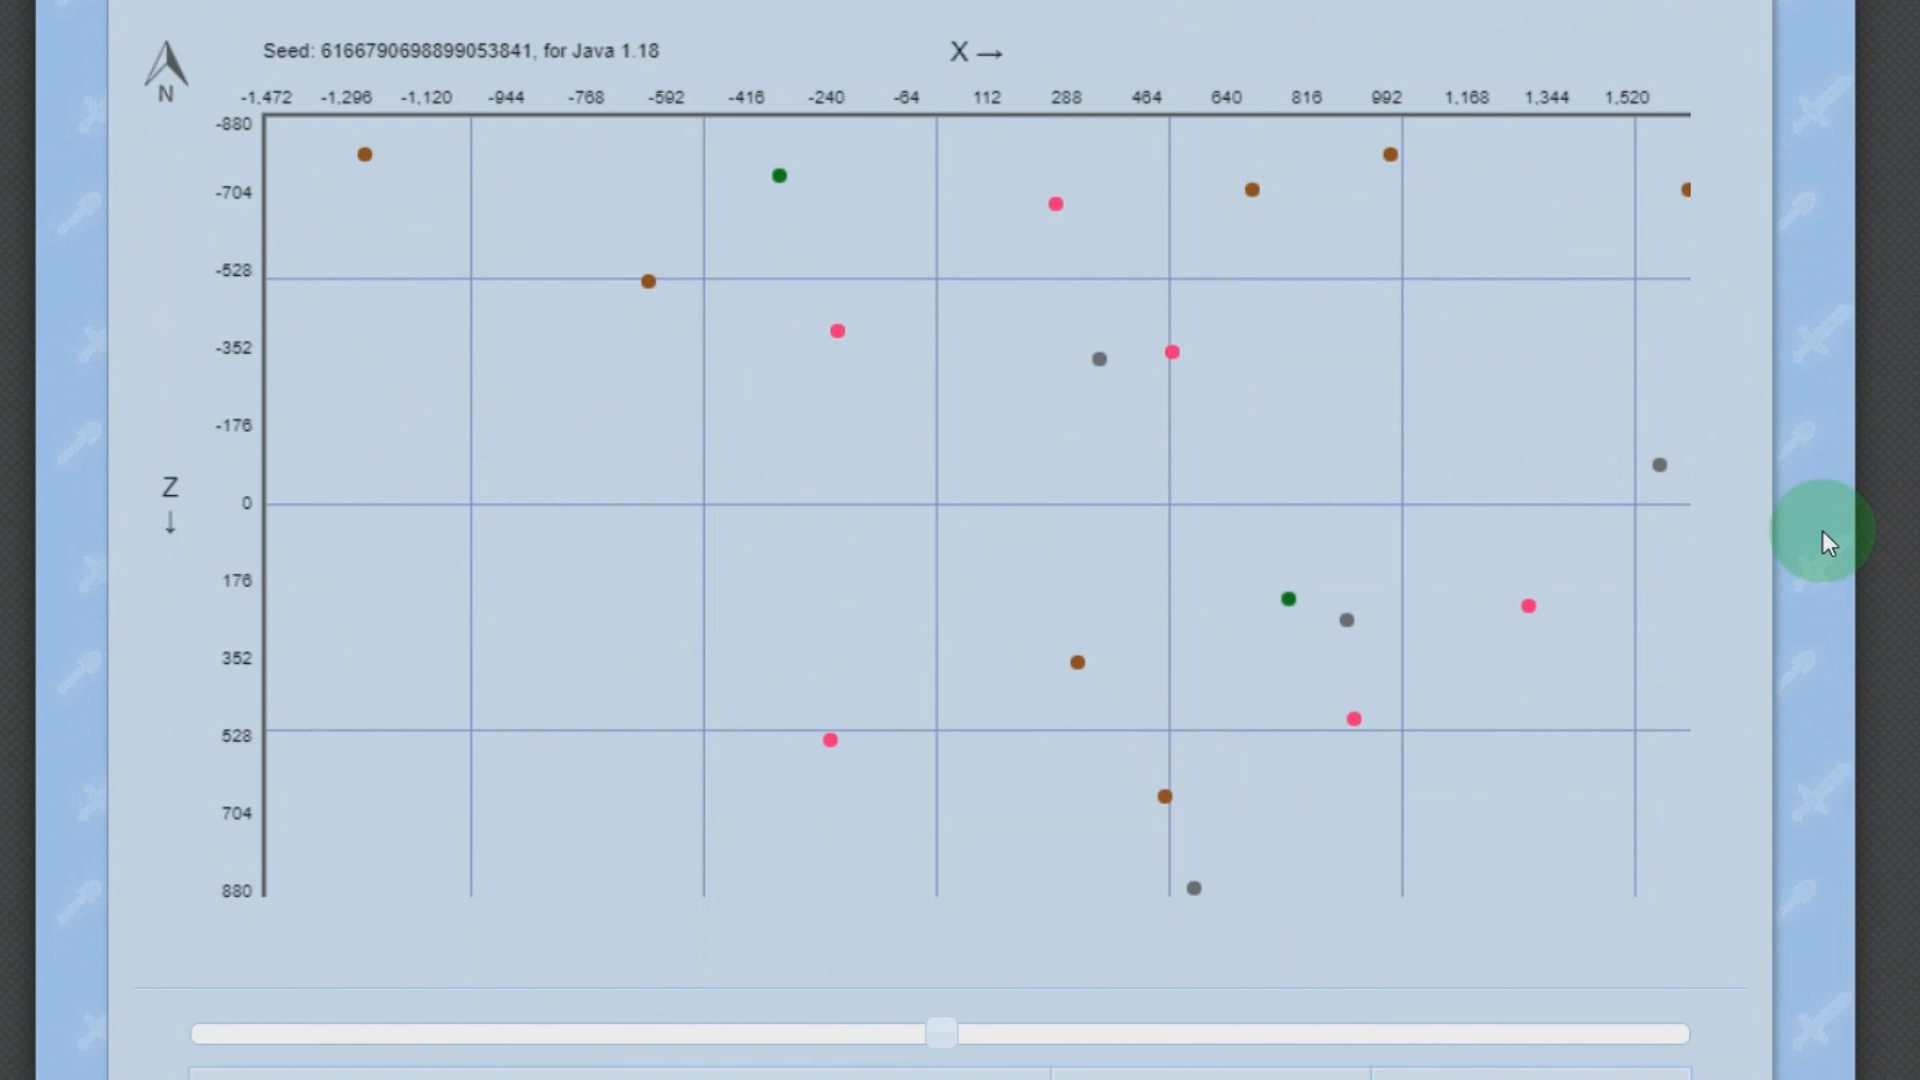 Seed: 6166790698899053841, for Java 1.18
X →
N
-1,472 -1,296 -1,120 -944 -768 -592 -416 -240 -64 112 288 464 640 816 992 1,168 1,344 1,520
-880
-704
-528
-352
-176
Z
↓
0
176
352
528
704
880